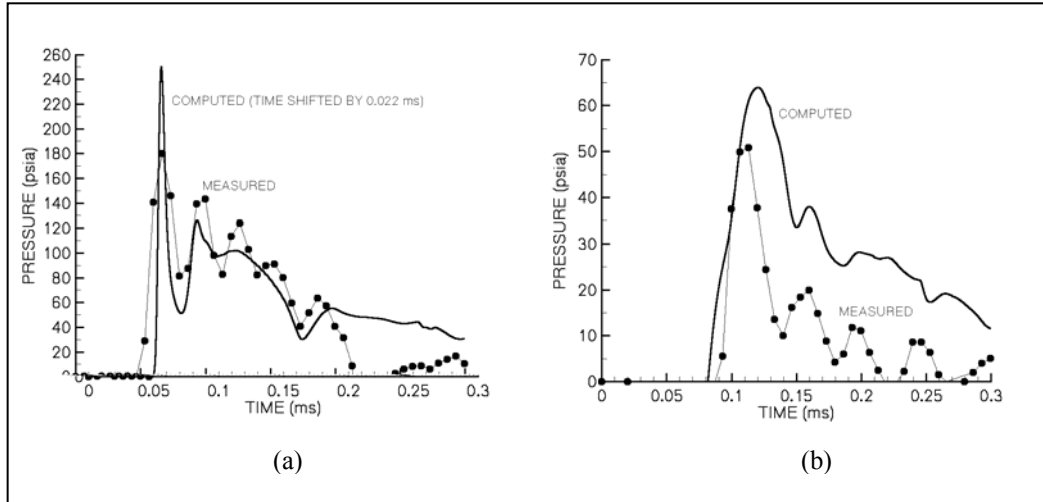 260
240
220
200
180
160
140
120
100
80
60
40
20
0
PRESSURE (psia)
COMPUTED (TIME SHIFTED BY 0.022 ms)
MEASURED
0 0.05 0.1 0.15 0.2 0.25 0.3
TIME (ms)
(a)
70
60
50
40
30
20
10
0
PRESSURE (psia)
COMPUTED
MEASURED
0 0.05 0.1 0.15 0.2 0.25 0.3
TIME (ms)
(b)